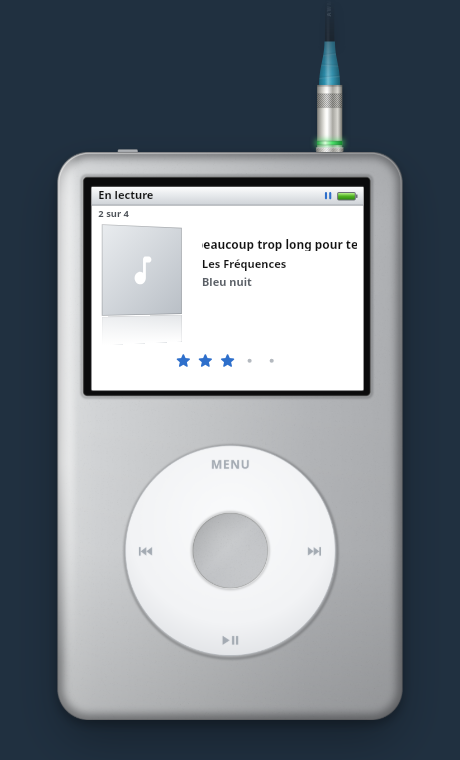 En lecture
2 sur 4
eaucoup trop long pour te
Les Fréquences
Bleu nuit
MENU